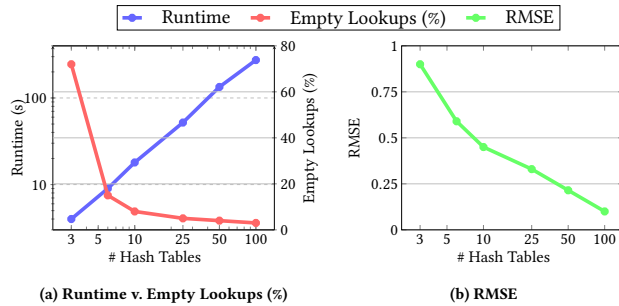 Runtime Empty Lookups (%) RMSE
80
60
40
20
0
100
10
Runtime (s)
Empty Lookups (%)
3 5 10 25 50 100
# Hash Tables
(a) Runtime v. Empty Lookups (%)
1
0.75
0.5
0.25
0
RMSE
3 5 10 25 50 100
# Hash Tables
(b) RMSE